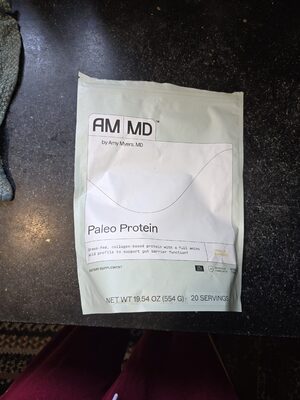 AM MD™
by Amy Myers, MD
Paleo Protein
Grass-fed, collagen-based protein with a full amino
acid profile to support gut barrier function†
DIETARY SUPPLEMENT
NET WT 19.54 OZ (554 G) · 20 SERVINGS